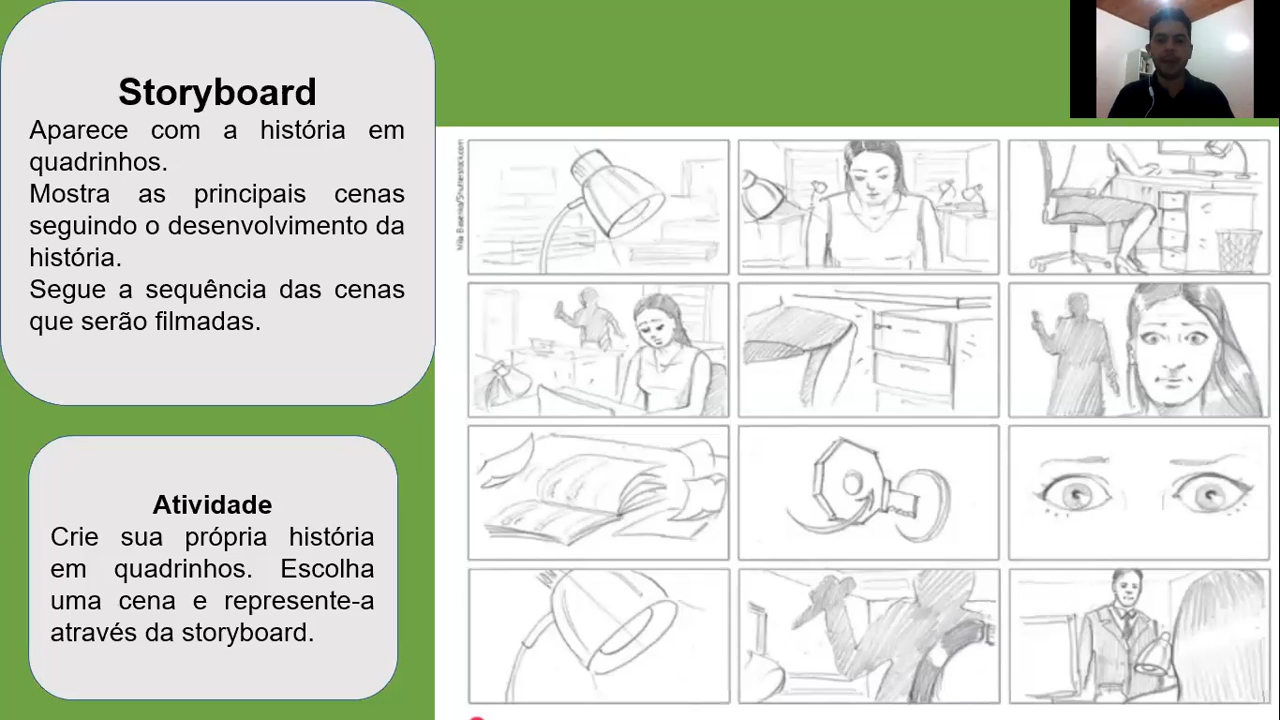 Storyboard
Aparece com a história em
quadrinhos.
Mostra as principais cenas
seguindo o desenvolvimento da
história.
Segue a sequência das cenas
que serão filmadas.
Atividade
Crie sua própria história
em quadrinhos. Escolha
uma cena e represente-a
através da storyboard.